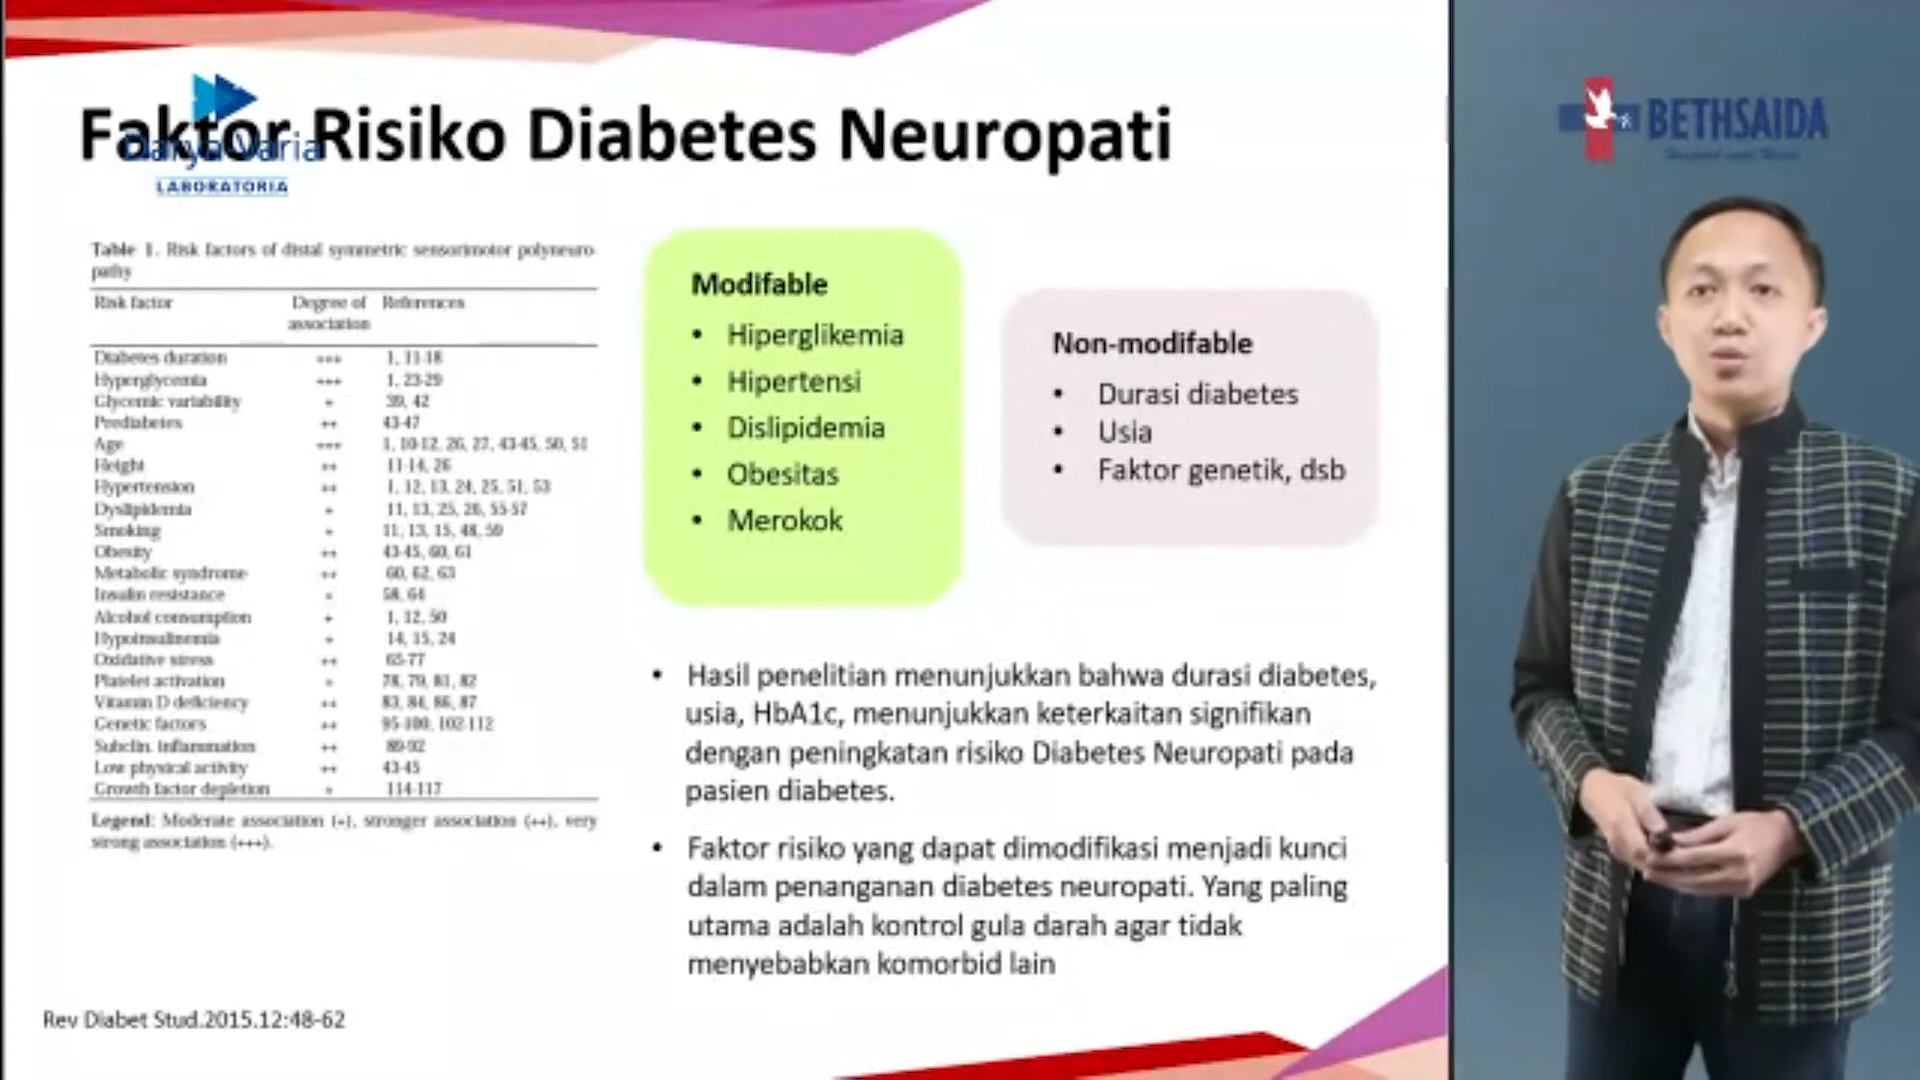 Faktor Risiko Diabetes Neuropati
Darya-Varia
LABORATORIA
BETHSAIDA
Table 1. Risk factors of distal symmetric sensorimotor polyneuro-
pathy
Risk factor Degree of References
association
Diabetes duration +++ 1, 11-18
Hyperglycemia +++ 1, 23-29
Glycemic variability + 39, 42
Prediabetes ++ 43-47
Age +++ 1, 10-12, 26, 27, 43-45, 50, 51
Height ++ 11-14, 26
Hypertension ++ 1, 12, 13, 24, 25, 51, 53
Dyslipidemia + 11, 13, 25, 26, 55-57
Smoking + 11, 13, 15, 48, 59
Obesity ++ 43-45, 60, 61
Metabolic syndrome ++ 60, 62, 63
Insulin resistance + 58, 64
Alcohol consumption + 1, 12, 50
Hypoinsulinemia + 14, 15, 24
Oxidative stress ++ 65-77
Platelet activation + 78, 79, 81, 82
Vitamin D deficiency ++ 83, 84, 86, 87
Genetic factors ++ 95-100, 102-112
Subclin. inflammation ++ 89-92
Low physical activity ++ 43-45
Growth factor depletion + 114-117
Legend: Moderate association (+), stronger association (++), very
strong association (+++).
Modifable
• Hiperglikemia
• Hipertensi
• Dislipidemia
• Obesitas
• Merokok
Non-modifable
• Durasi diabetes
• Usia
• Faktor genetik, dsb
• Hasil penelitian menunjukkan bahwa durasi diabetes,
usia, HbA1c, menunjukkan keterkaitan signifikan
dengan peningkatan risiko Diabetes Neuropati pada
pasien diabetes.
• Faktor risiko yang dapat dimodifikasi menjadi kunci
dalam penanganan diabetes neuropati. Yang paling
utama adalah kontrol gula darah agar tidak
menyebabkan komorbid lain
Rev Diabet Stud.2015.12:48-62